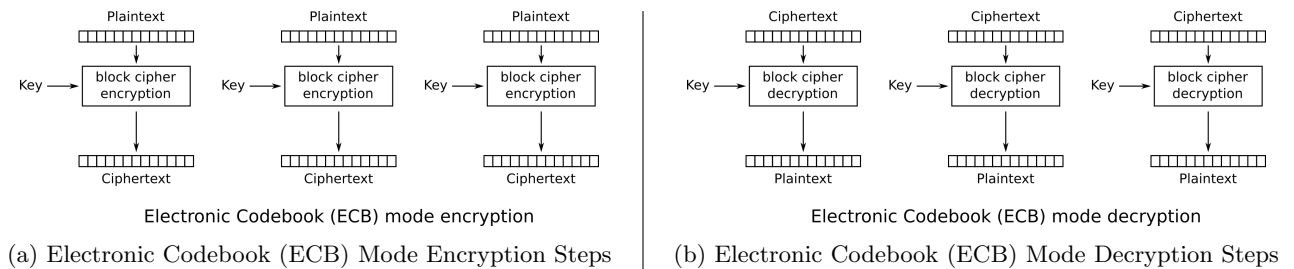 Plaintext
Plaintext
Plaintext
Key
block cipher
encryption
Key
block cipher
encryption
Key
block cipher
encryption
Ciphertext
Ciphertext
Ciphertext
Electronic Codebook (ECB) mode encryption
(a) Electronic Codebook (ECB) Mode Encryption Steps
Ciphertext
Ciphertext
Ciphertext
Key
block cipher
decryption
Key
block cipher
decryption
Key
block cipher
decryption
Plaintext
Plaintext
Plaintext
Electronic Codebook (ECB) mode decryption
(b) Electronic Codebook (ECB) Mode Decryption Steps